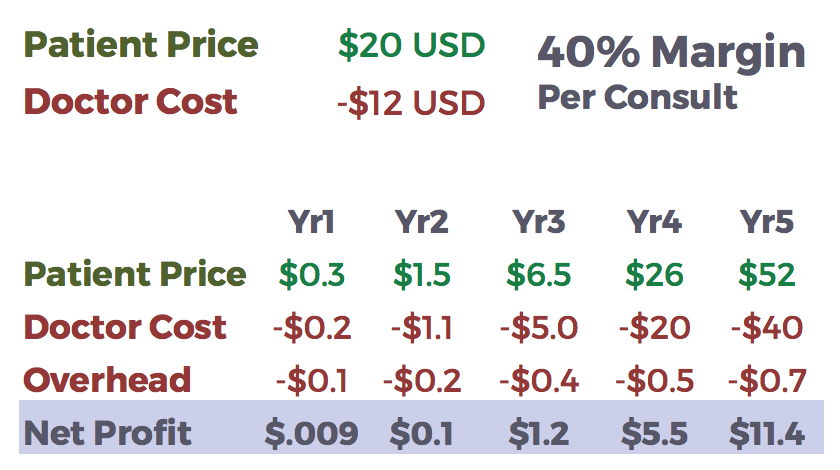 Patient Price $20 USD 40% Margin
Doctor Cost -$12 USD Per Consult
Yr1 Yr2 Yr3 Yr4 Yr5
Patient Price $0.3 $1.5 $6.5 $26 $52
Doctor Cost -$0.2 -$1.1 -$5.0 -$20 -$40
Overhead -$0.1 -$0.2 -$0.4 -$0.5 -$0.7
Net Profit $.009 $0.1 $1.2 $5.5 $11.4